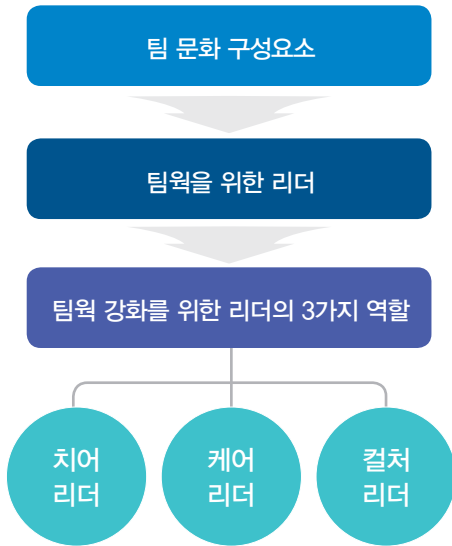 팀 문화 구성요소
팀웍을 위한 리더
팀웍 강화를 위한 리더의 3가지 역할
치어
리더
케어
리더
컬처
리더